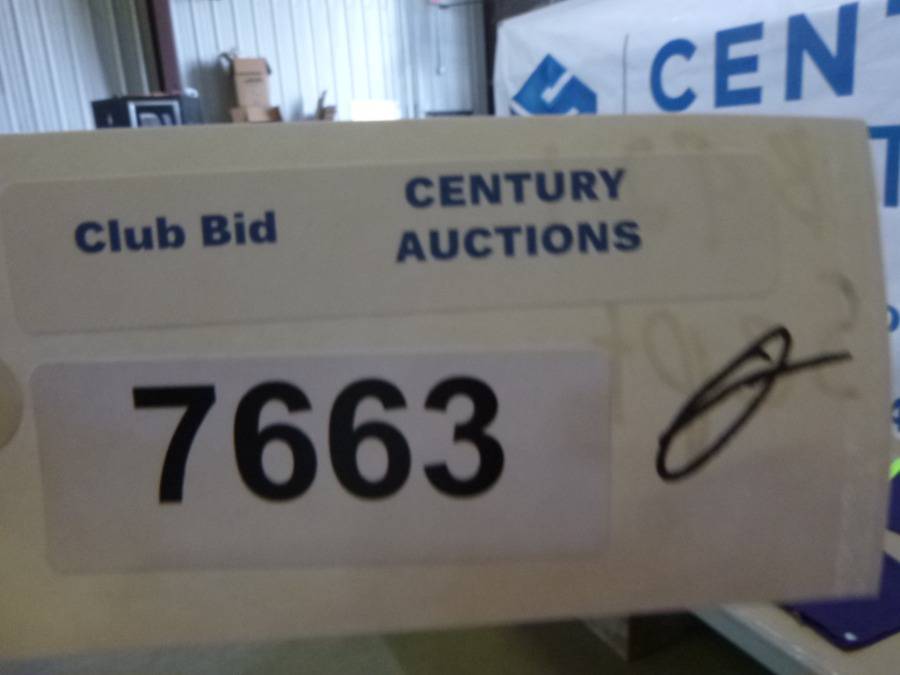 CEN
Club Bid
CENTURY
AUCTIONS
7663